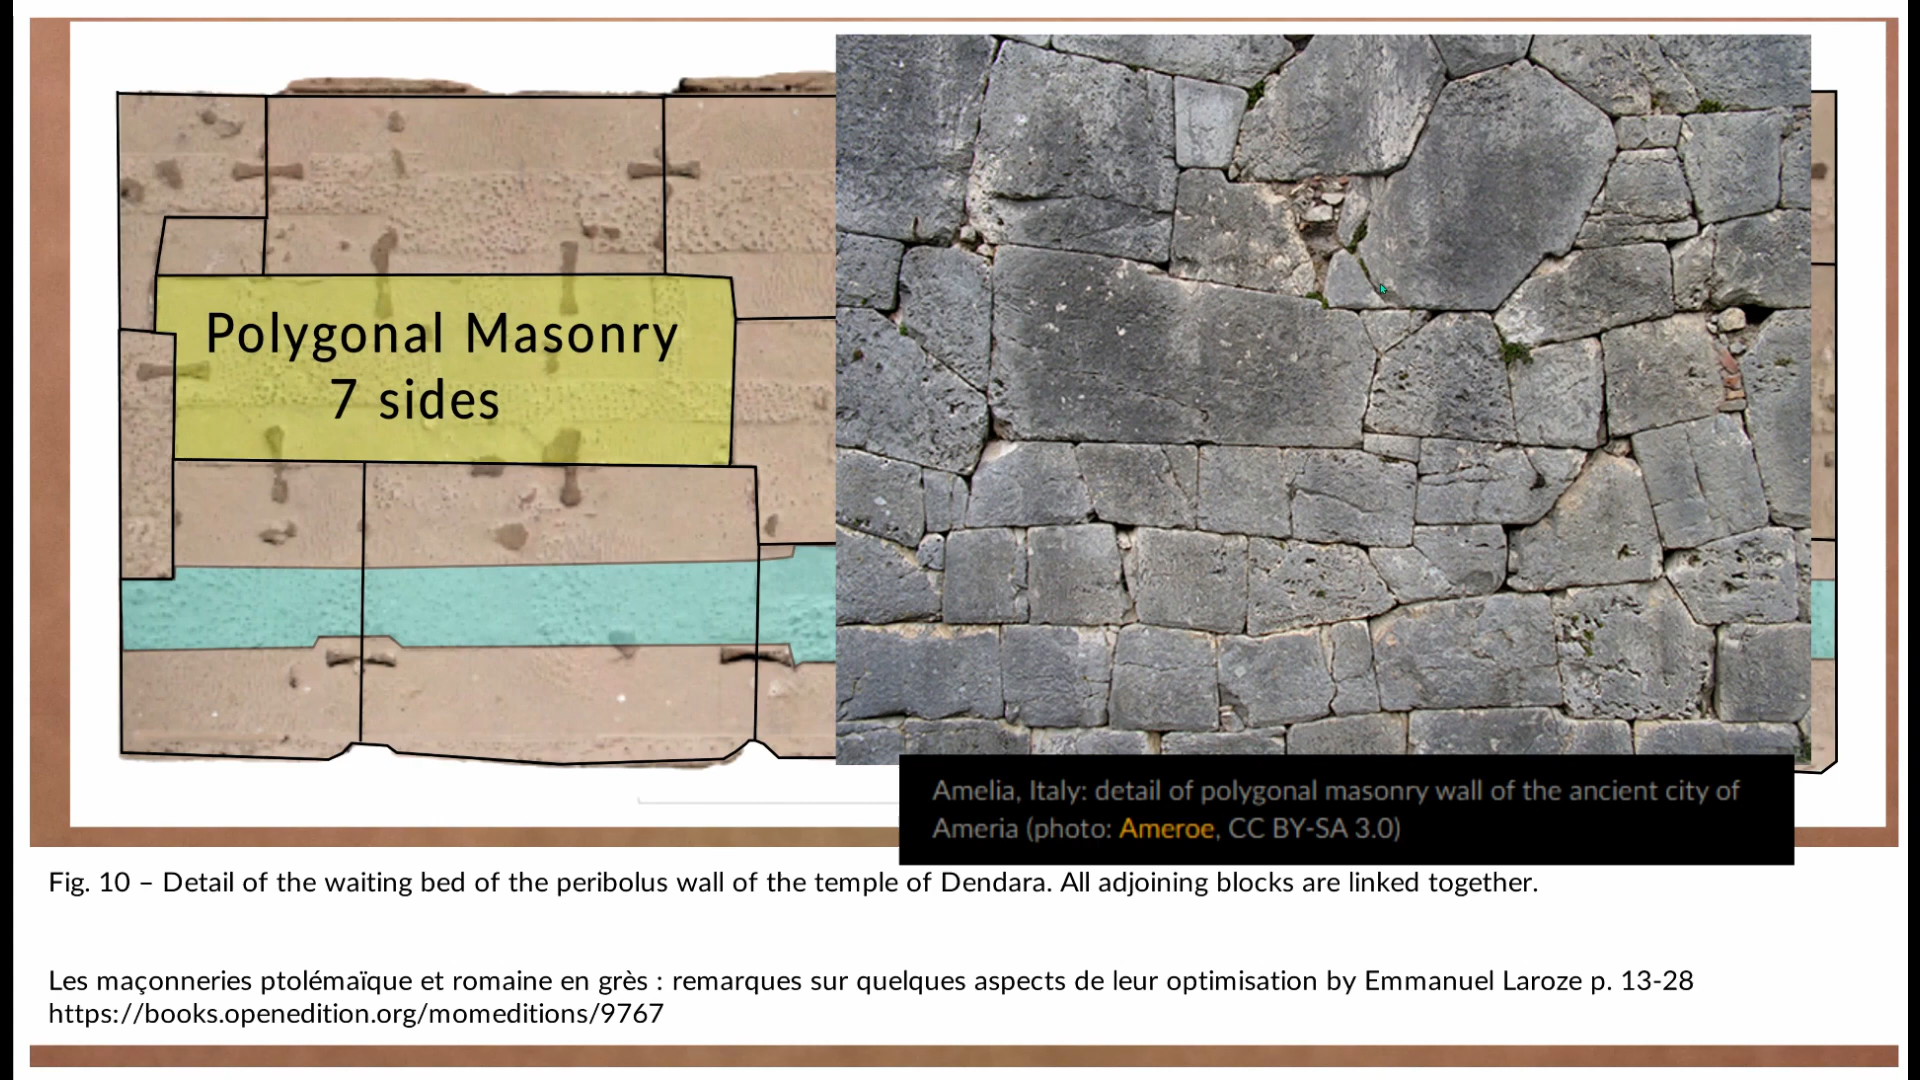 Polygonal Masonry
7 sides
Amelia, Italy: detail of polygonal masonry wall of the ancient city of
Ameria (photo: Ameroe, CC BY-SA 3.0)
Fig. 10 – Detail of the waiting bed of the peribolus wall of the temple of Dendara. All adjoining blocks are linked together.
Les maçonneries ptolémaïque et romaine en grès : remarques sur quelques aspects de leur optimisation by Emmanuel Laroze p. 13-28
https://books.openedition.org/momeditions/9767